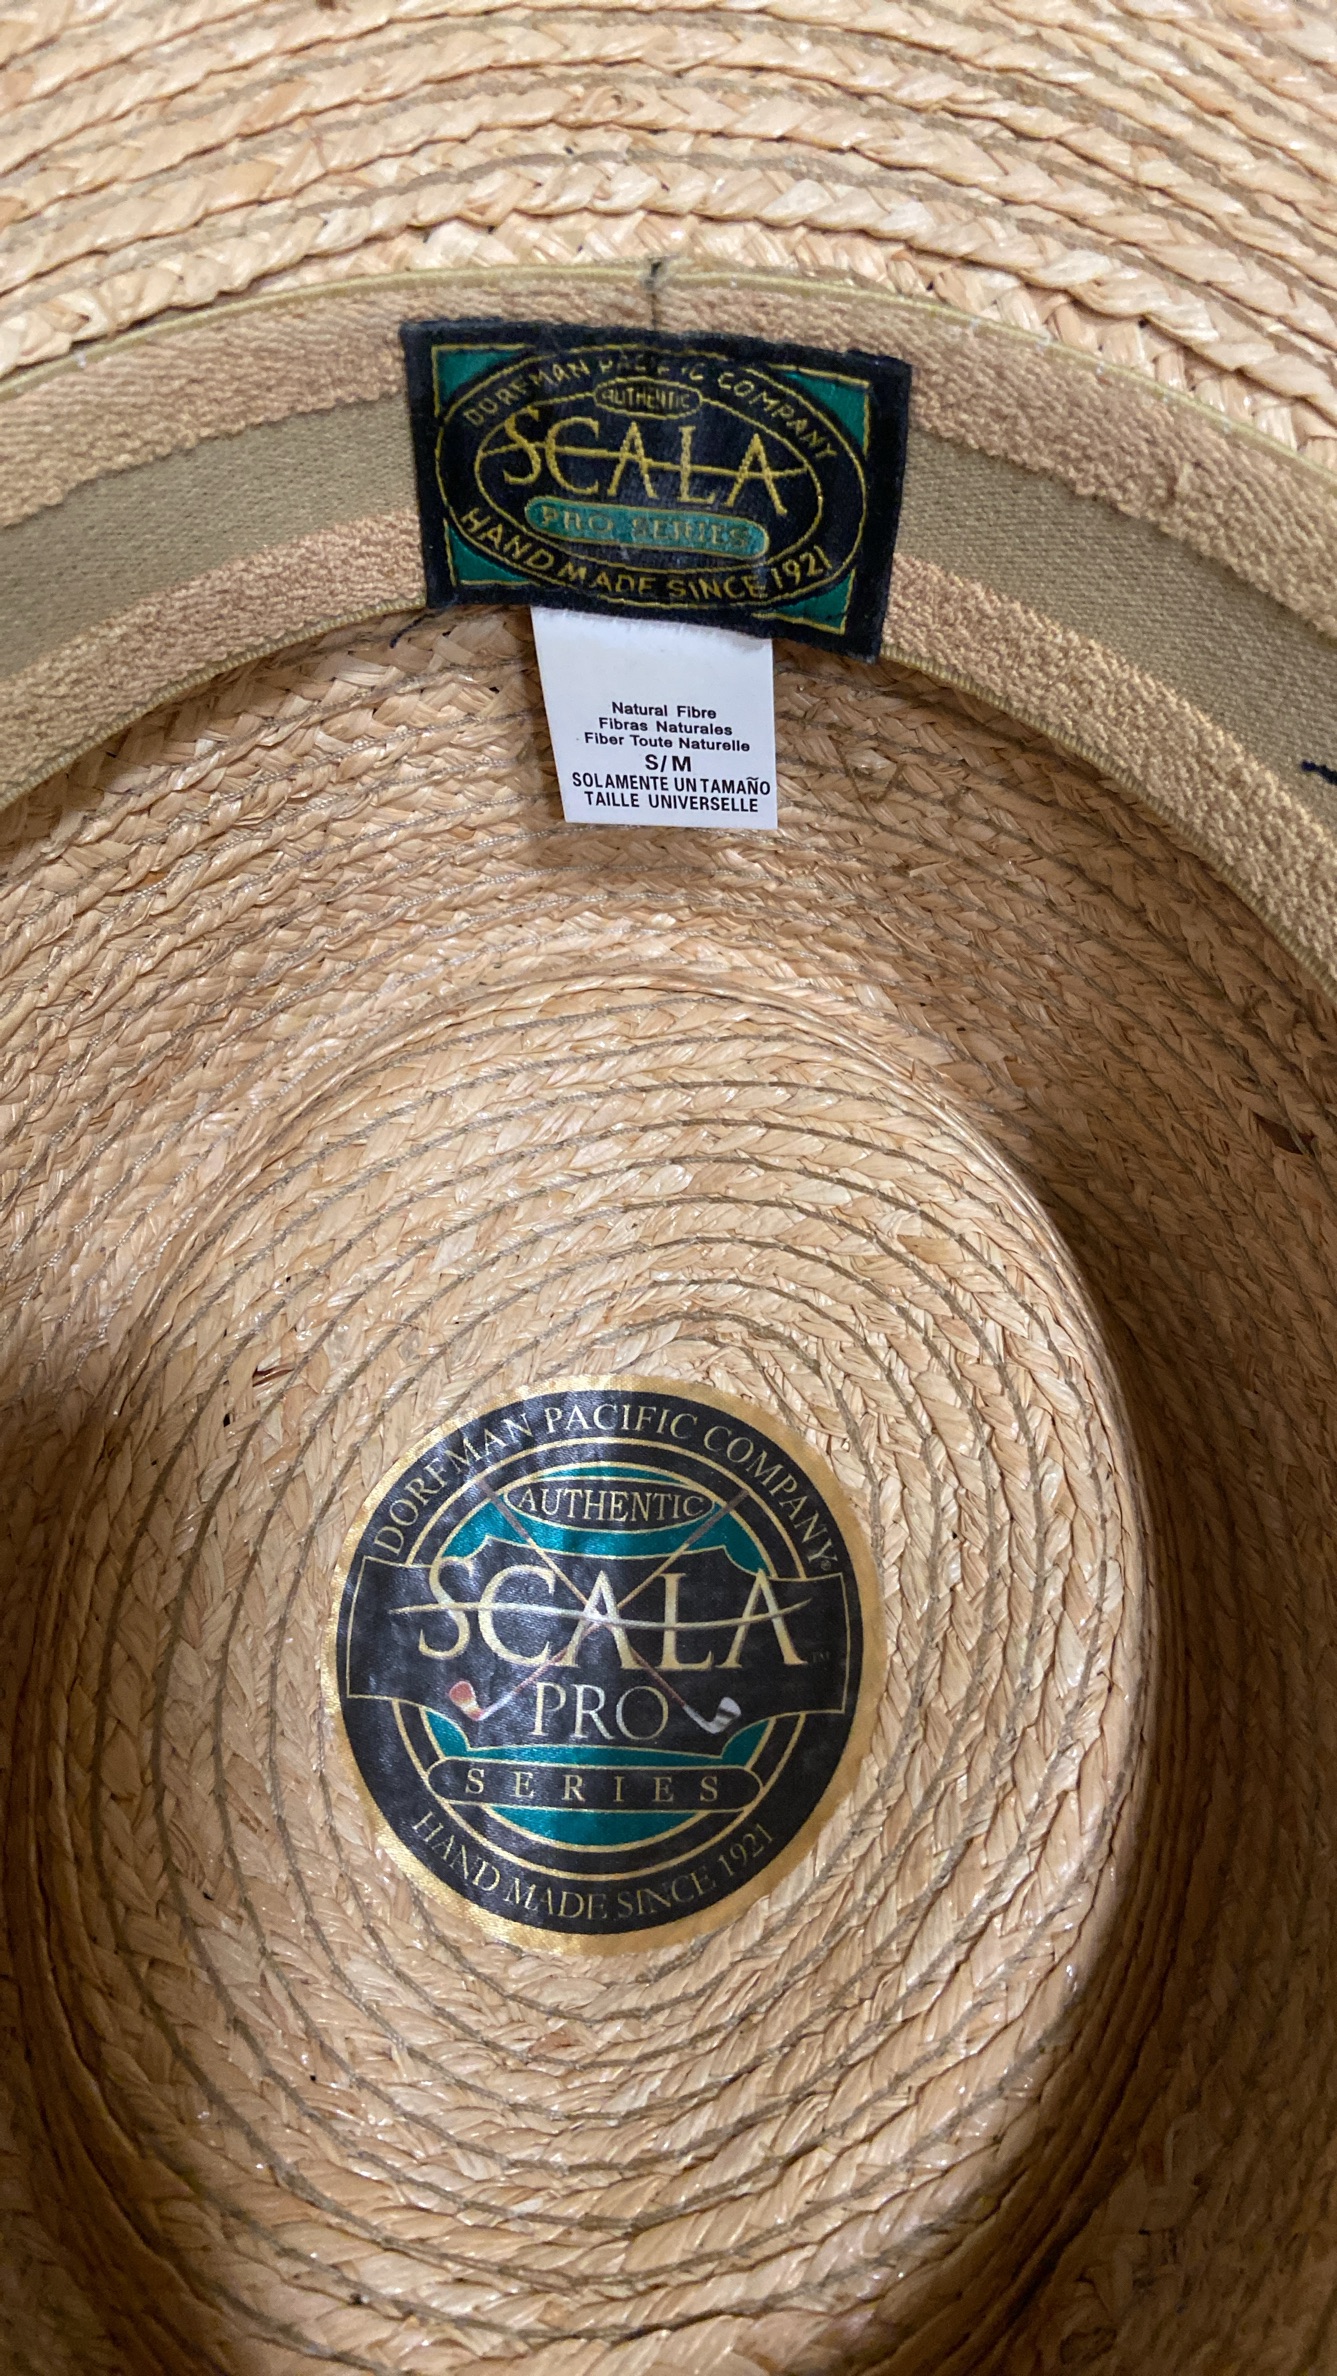 DORFMAN PACIFIC COMPANY
AUTHENTIC
SCALA
PRO SERIES
HAND MADE SINCE 1921
Natural Fibre
Fibras Naturales
Fiber Toute Naturelle
S/M
SOLAMENTE UN TAMAÑO
TAILLE UNIVERSELLE
DORFMAN PACIFIC COMPANY®
AUTHENTIC
SCALA™
PRO
SERIES
HAND MADE SINCE 1921